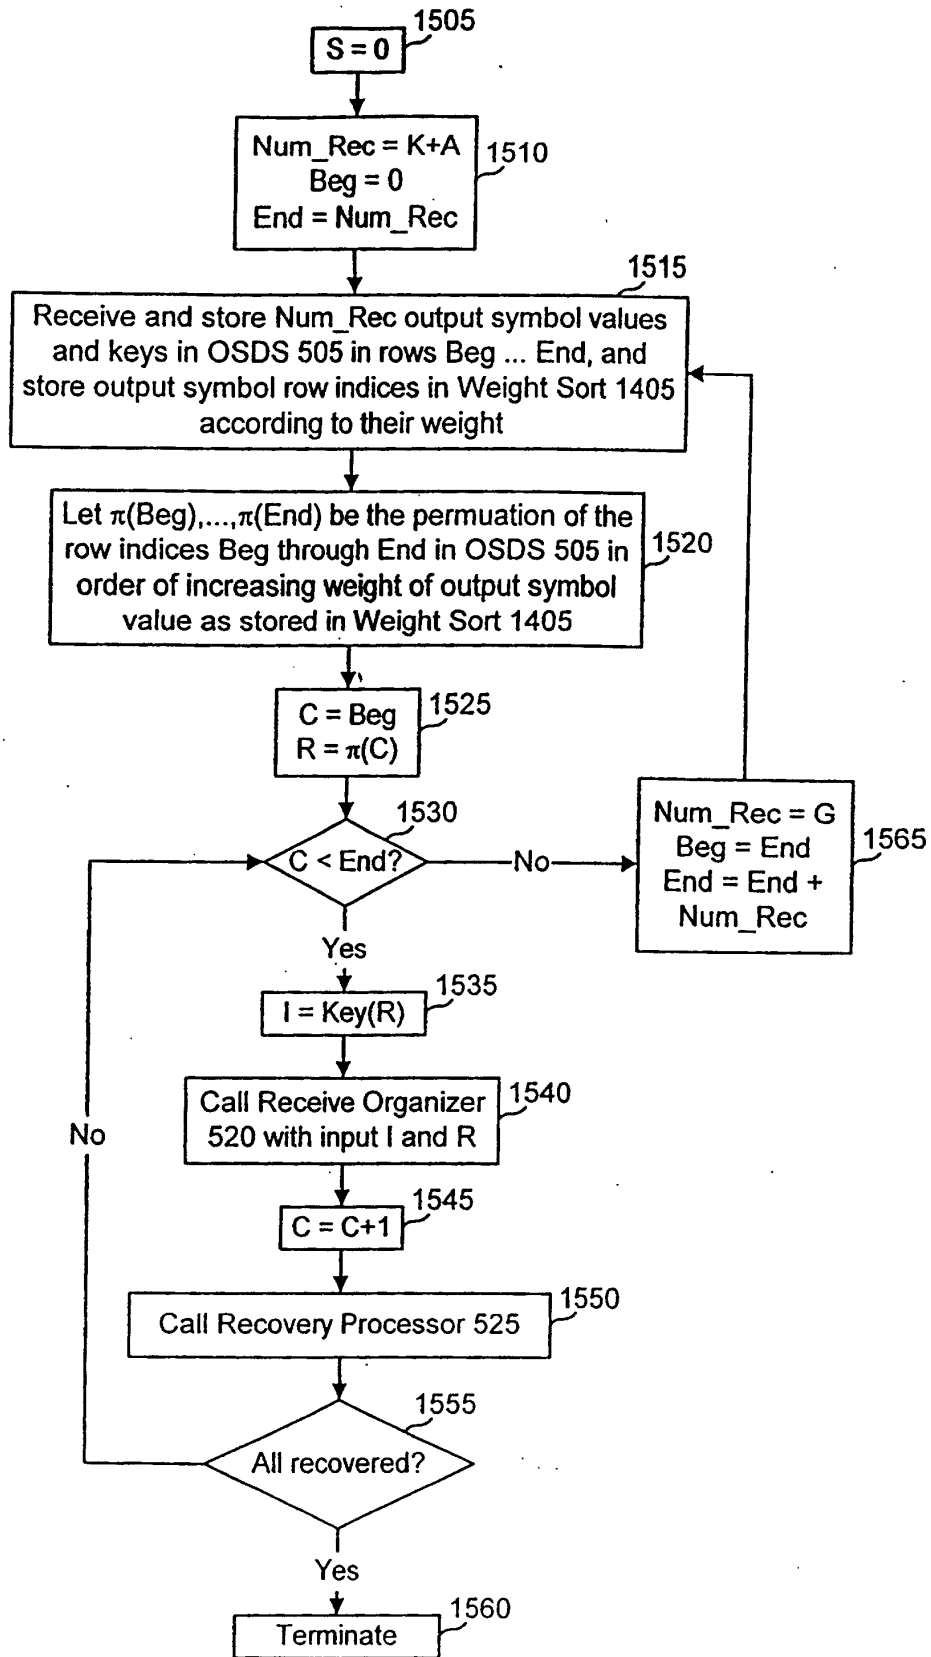 1505
S = 0
Num_Rec = K+A
Beg = 0
End = Num_Rec
1510
1515
Receive and store Num_Rec output symbol values
and keys in OSDS 505 in rows Beg ... End, and
store output symbol row indices in Weight Sort 1405
according to their weight
Let π(Beg),...,π(End) be the permuation of the
row indices Beg through End in OSDS 505 in
order of increasing weight of output symbol
value as stored in Weight Sort 1405
1520
C = Beg
R = π(C)
1525
1530
C < End?
No
Num_Rec = G
Beg = End
End = End +
Num_Rec
1565
Yes
1535
I = Key(R)
Call Receive Organizer
520 with input I and R
1540
No
1545
C = C+1
1550
Call Recovery Processor 525
1555
All recovered?
Yes
1560
Terminate